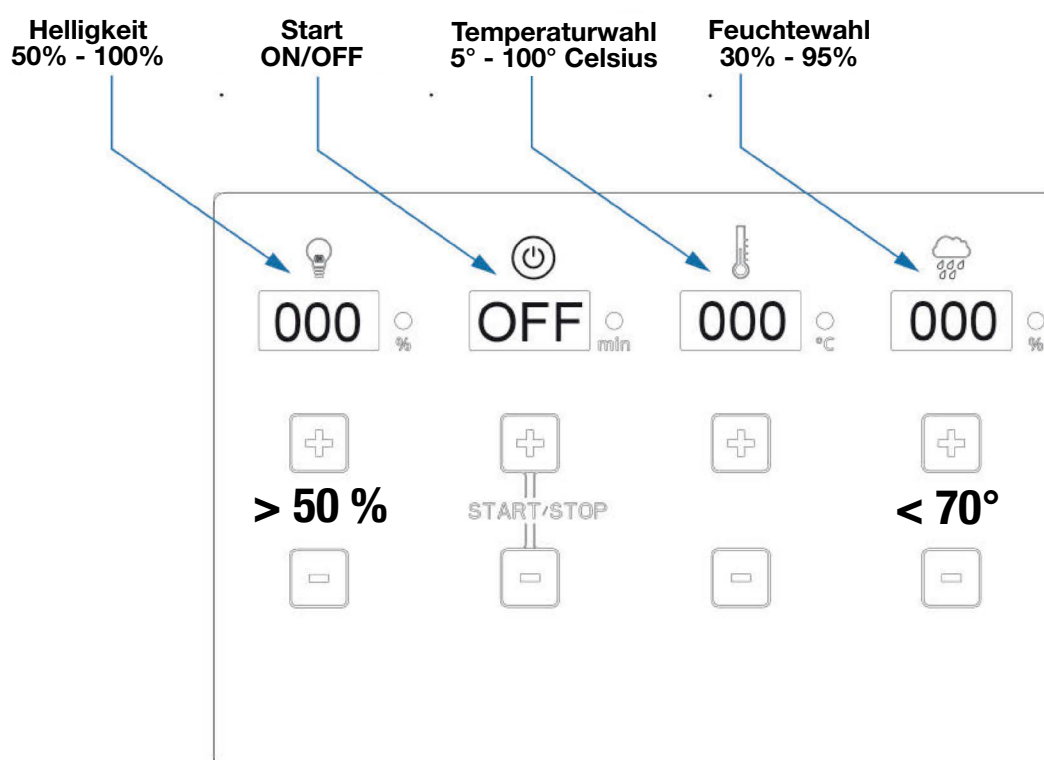 Helligkeit
50% - 100%
Start
ON/OFF
Temperaturwahl
5° - 100° Celsius
Feuchtewahl
30% - 95%
000
%
OFF
min
000
°C
000
%
> 50 %
START/STOP
< 70°